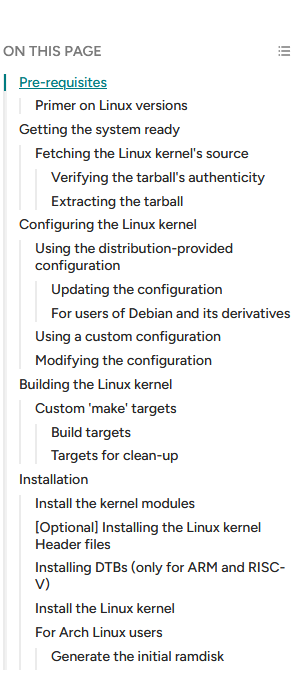 ON THIS PAGE
Pre-requisites
Primer on Linux versions
Getting the system ready
Fetching the Linux kernel's source
Verifying the tarball's authenticity
Extracting the tarball
Configuring the Linux kernel
Using the distribution-provided
configuration
Updating the configuration
For users of Debian and its derivatives
Using a custom configuration
Modifying the configuration
Building the Linux kernel
Custom 'make' targets
Build targets
Targets for clean-up
Installation
Install the kernel modules
[Optional] Installing the Linux kernel
Header files
Installing DTBs (only for ARM and RISC-
V)
Install the Linux kernel
For Arch Linux users
Generate the initial ramdisk